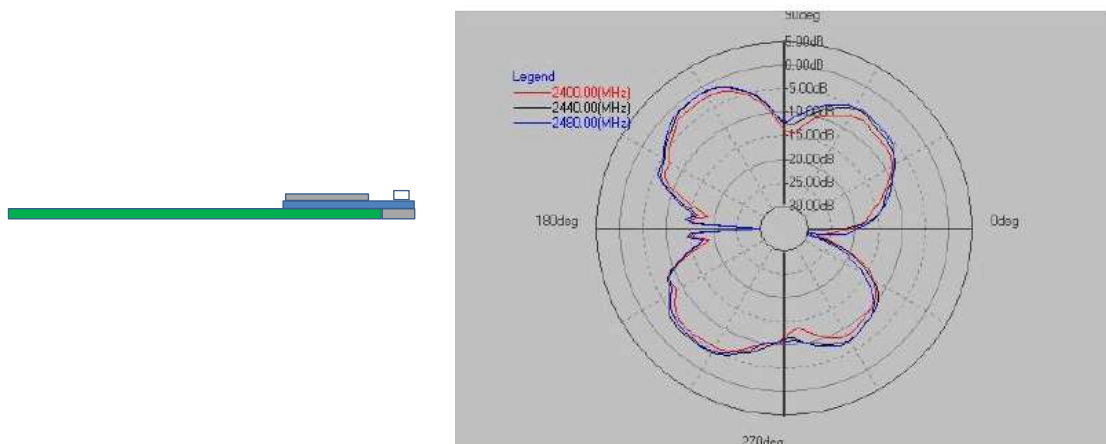 90deg
5.00dB
0.00dB
Legend
-5.00dB
2400.00(MHz)
-10.00dB
2440.00(MHz)
2480.00(MHz)
-15.00dB
-20.00dB
-25.00dB
-30.00dB
180deg
0deg
270deg